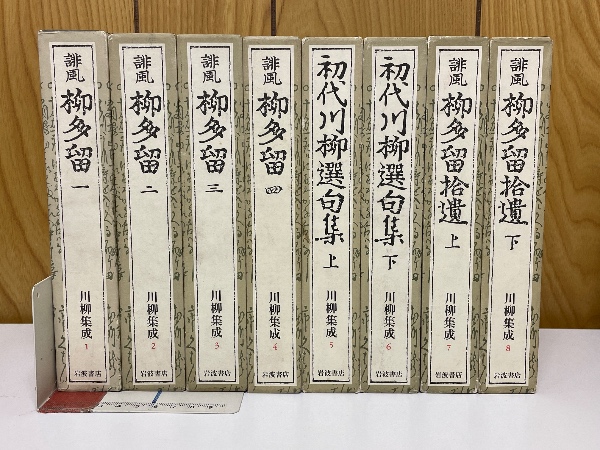 誹風 柳多留 一
川柳集成 1
岩波書店
誹風 柳多留 二
川柳集成 2
岩波書店
誹風 柳多留 三
川柳集成 3
岩波書店
誹風 柳多留 四
川柳集成 4
岩波書店
初代川柳選句集 上
川柳集成 5
岩波書店
初代川柳選句集 下
川柳集成 6
岩波書店
誹風 柳多留拾遺 上
川柳集成 7
岩波書店
誹風 柳多留拾遺 下
川柳集成 8
岩波書店